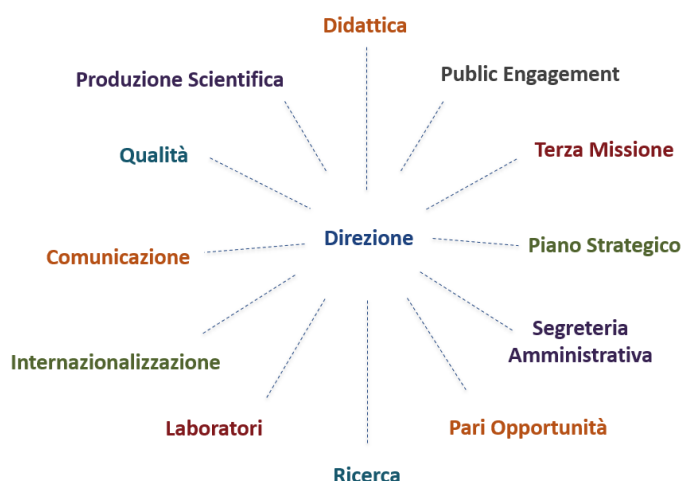 Didattica
Produzione Scientifica
Public Engagement
Qualità
Terza Missione
Direzione
Comunicazione
Piano Strategico
Segreteria
Amministrativa
Internazionalizzazione
Laboratori
Pari Opportunità
Ricerca